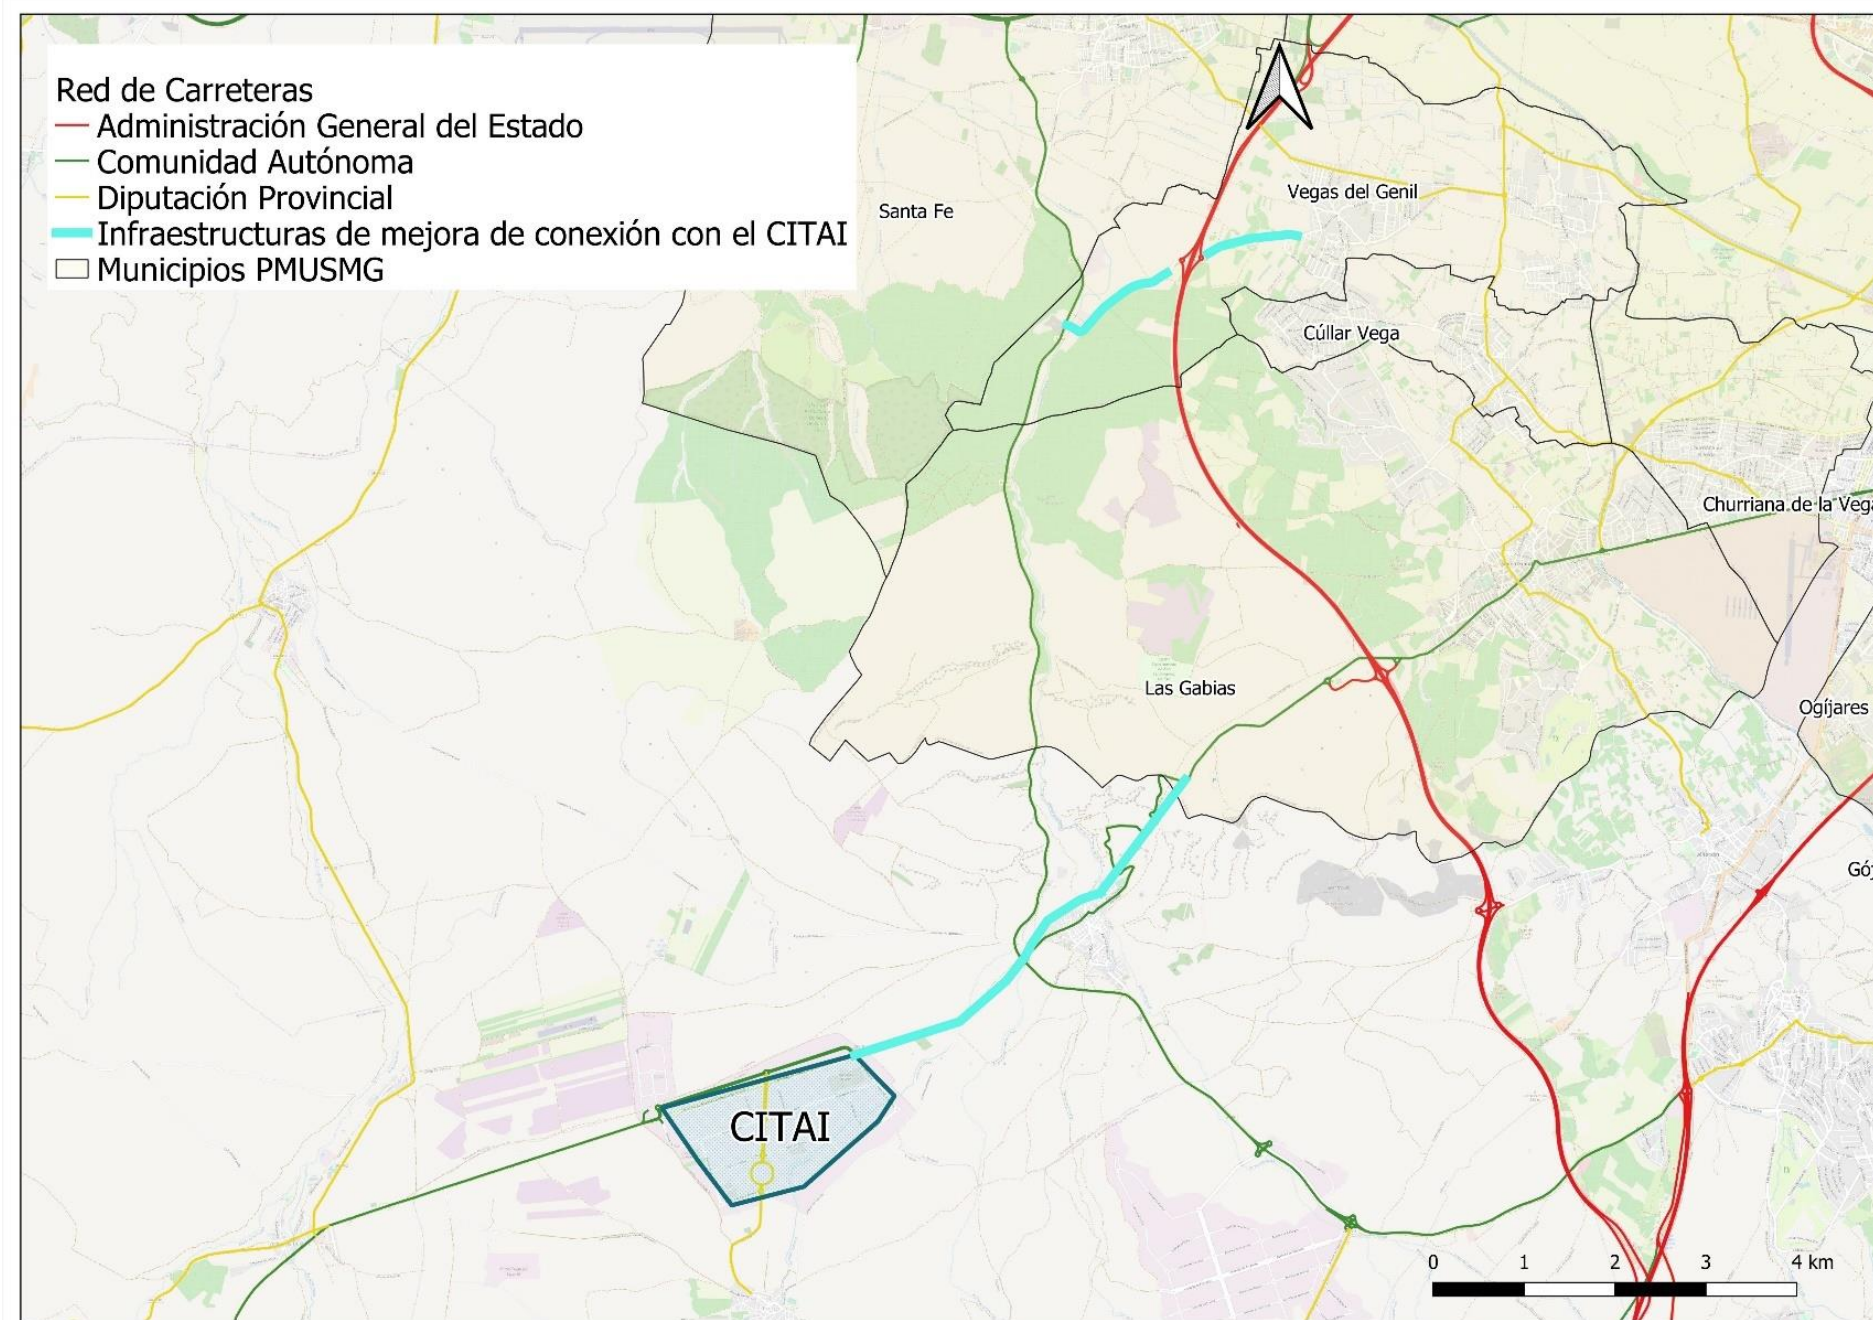 Red de Carreteras
Administración General del Estado
Comunidad Autónoma
Diputación Provincial
Infraestructuras de mejora de conexión con el CITAI
Municipios PMUSMG
Santa Fe
Vegas del Genil
Cúllar Vega
Churriana de la Vega
Las Gabias
Ogíjares
CITAI
0 1 2 3 4 km